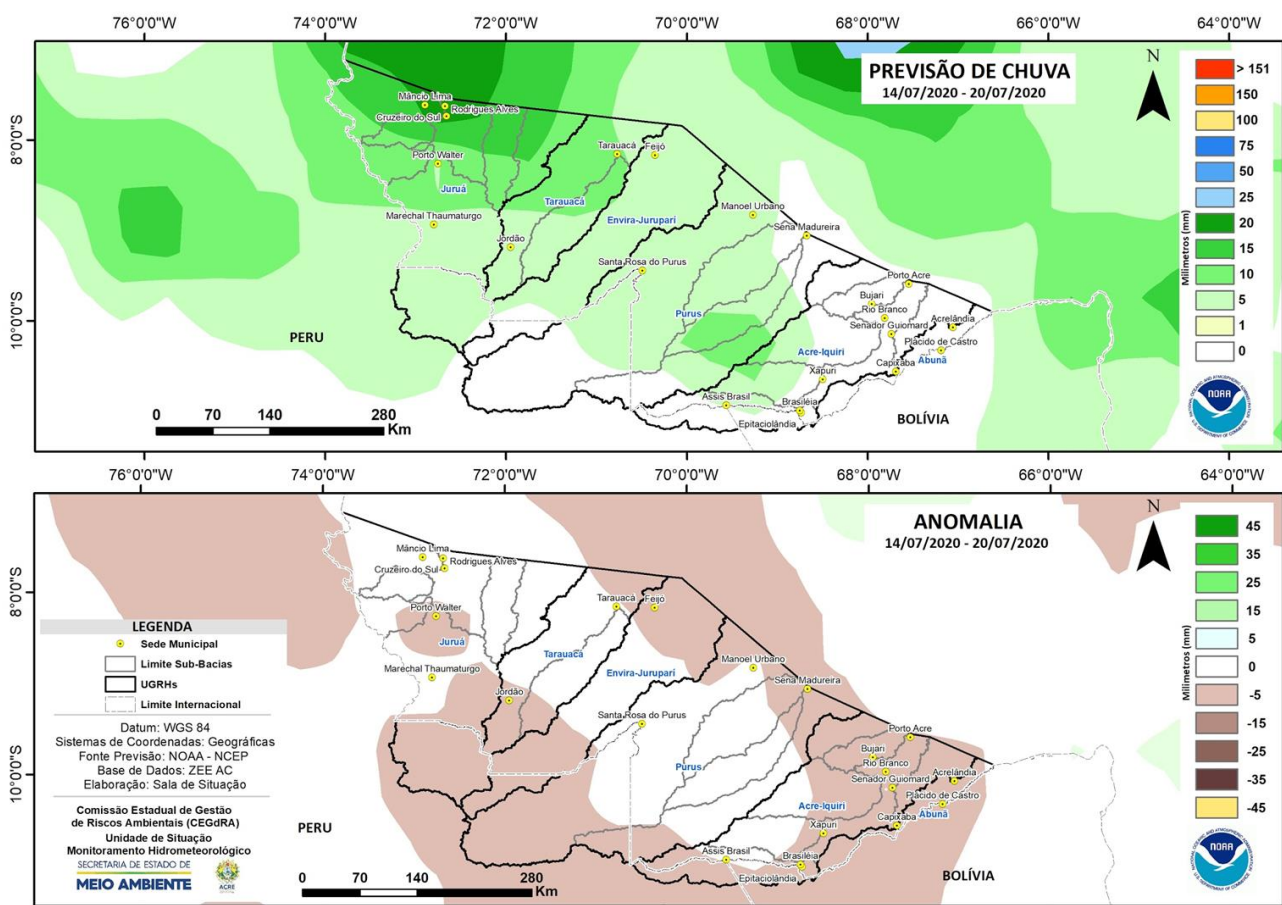 76°0'0"W 74°0'0"W 72°0'0"W 70°0'0"W 68°0'0"W 66°0'0"W 64°0'0"W
PREVISÃO DE CHUVA
14/07/2020 - 20/07/2020
N
Milímetros (mm)
> 151
150
100
75
50
25
20
15
10
5
1
0
8°0'0"S
10°0'0"S
Mâncio Lima
Rodrigues Alves
Cruzeiro do Sul
Porto Walter
Juruá
Marechal Thaumaturgo
Tarauacá
Feijó
Tarauacá
Envira-Jurupari
Jordão
Manoel Urbano
Sena Madureira
Santa Rosa do Purus
Purus
Porto Acre
Bujari
Rio Branco
Senador Guiomard
Acrelândia
Plácido de Castro
Abunã
Acre-Iquiri
Capixaba
Xapuri
Assis Brasil
Brasiléia
Epitaciolândia
PERU
BOLÍVIA
0 70 140 280
Km
NOAA
76°0'0"W 74°0'0"W 72°0'0"W 70°0'0"W 68°0'0"W 66°0'0"W 64°0'0"W
ANOMALIA
14/07/2020 - 20/07/2020
N
Milímetros (mm)
45
35
25
15
5
0
-5
-15
-25
-35
-45
8°0'0"S
10°0'0"S
Mâncio Lima
Rodrigues Alves
Cruzeiro do Sul
Porto Walter
Juruá
Marechal Thaumaturgo
Tarauacá
Feijó
Tarauacá
Envira-Jurupari
Jordão
Manoel Urbano
Sena Madureira
Santa Rosa do Purus
Purus
Porto Acre
Bujari
Rio Branco
Senador Guiomard
Acrelândia
Plácido de Castro
Abunã
Acre-Iquiri
Capixaba
Xapuri
Assis Brasil
Brasiléia
Epitaciolândia
PERU
BOLÍVIA
0 70 140 280
Km
NOAA
LEGENDA
Sede Municipal
Limite Sub-Bacias
UGRHs
Limite Internacional
Datum: WGS 84
Sistemas de Coordenadas: Geográficas
Fonte Previsão: NOAA - NCEP
Base de Dados: ZEE AC
Elaboração: Sala de Situação
Comissão Estadual de Gestão
de Riscos Ambientais (CEGdRA)
Unidade de Situação
Monitoramento Hidrometeorológico
SECRETARIA DE ESTADO DE
MEIO AMBIENTE
ACRE